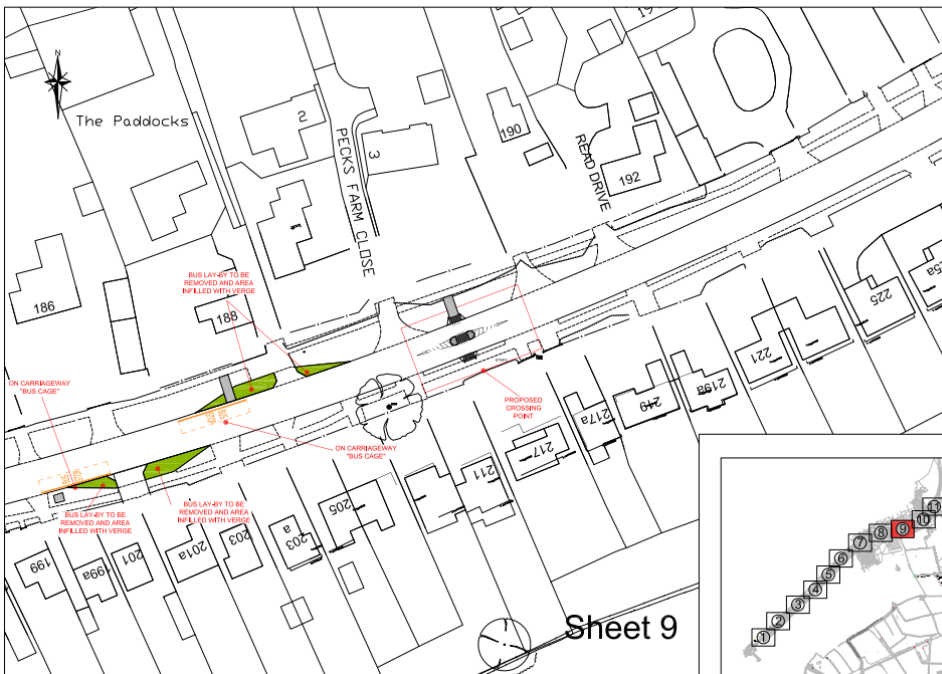 N
The Paddocks
2
3
PECKS FARM CLOSE
190
READ DRIVE
192
1
186
188
BUS LAY-BY TO BE
REMOVED AND AREA
INFILLED WITH VERGE
ON CARRIAGEWAY
"BUS CAGE"
ON CARRIAGEWAY
"BUS CAGE"
PROPOSED
CROSSING
POINT
BUS LAY-BY TO BE
REMOVED AND AREA
INFILLED WITH VERGE
BUS LAY-BY TO BE
REMOVED AND AREA
INFILLED WITH VERGE
199
199a
201
201a
203
203
a
205
211
217
217a
219a
221
225
Sheet 9
1
2
3
4
5
6
7
8
9
10
11